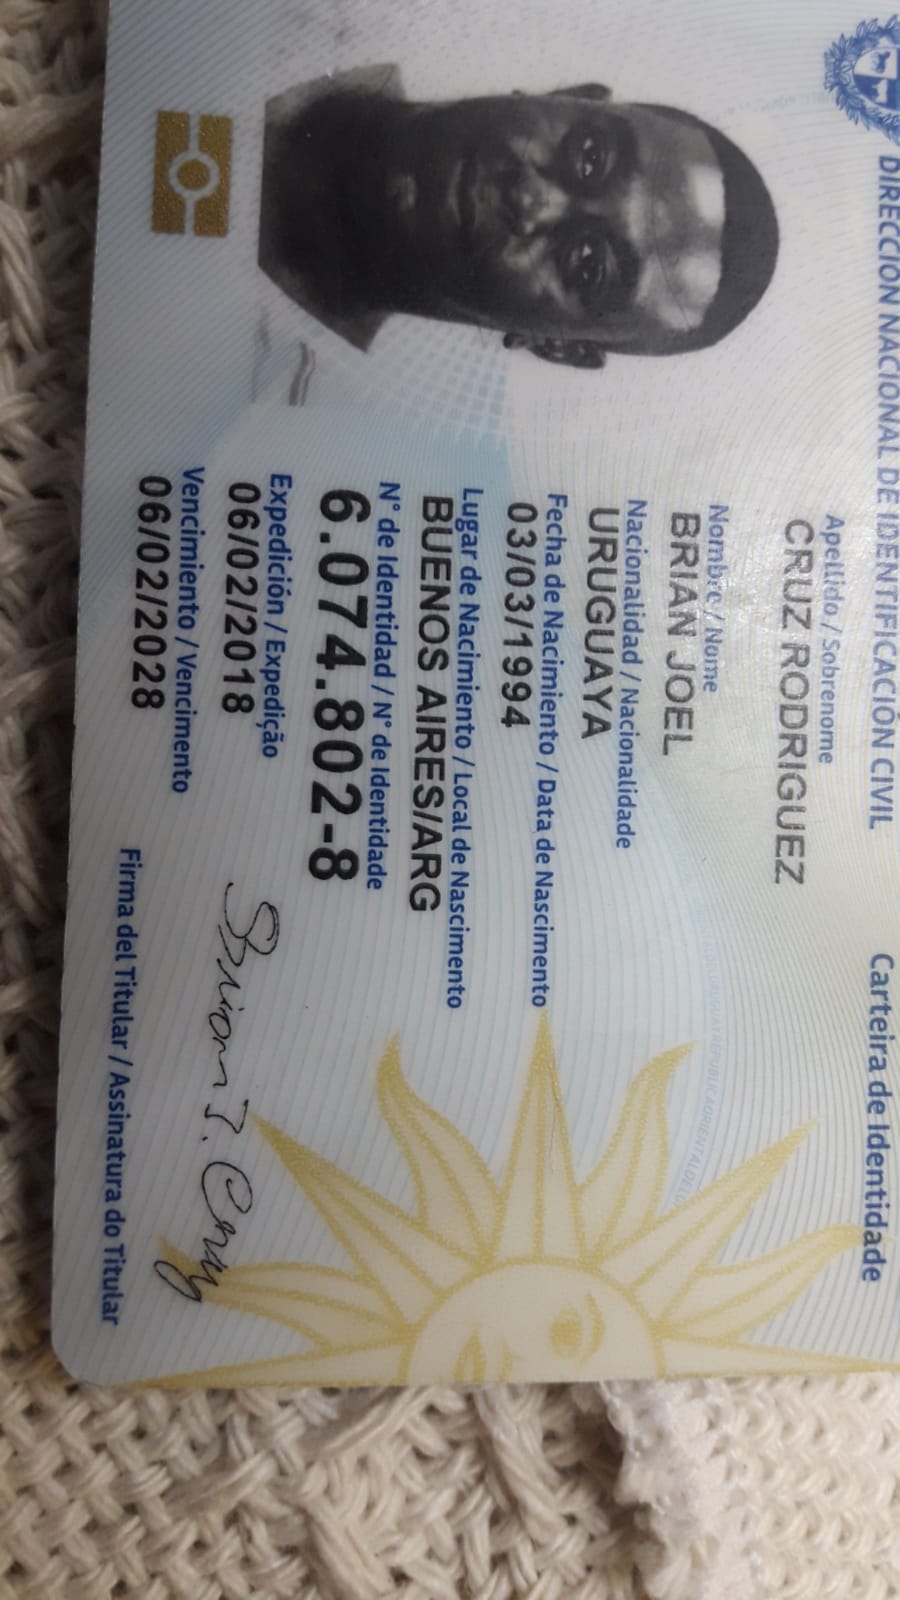 DIRECCIÓN NACIONAL DE IDENTIFICACIÓN CIVIL
Carteira de Identidade
Apellido / Sobrenome
CRUZ RODRIGUEZ
Nombre / Nome
BRIAN JOEL
Nacionalidad / Nacionalidade
URUGUAYA
Fecha de Nacimiento / Data de Nascimento
03/03/1994
Lugar de Nacimiento / Local de Nascimento
BUENOS AIRES/ARG
N° de Identidad / N° de Identidade
6.074.802-8
Expedición / Expedição
06/02/2018
Vencimiento / Vencimento
06/02/2028
Brian J. Cruz
Firma del Titular / Assinatura do Titular